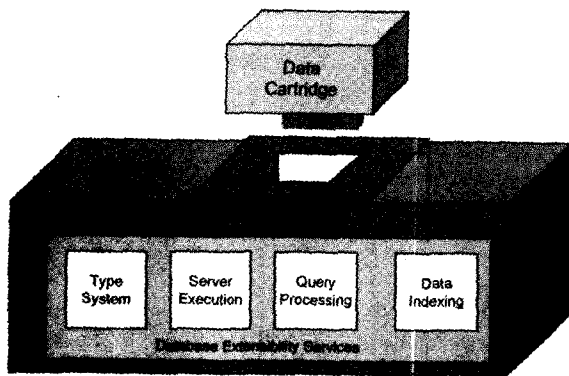 Data
Cartridge
Type
System
Server
Execution
Query
Processing
Data
Indexing
Database Extensibility Services